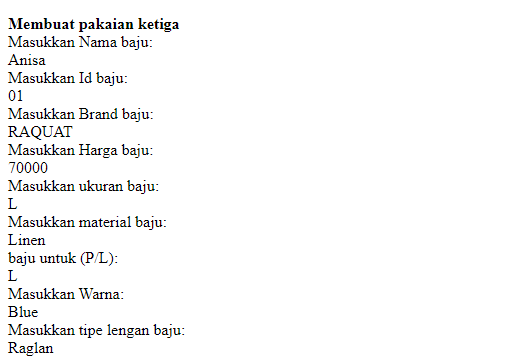 Membuat pakaian ketiga
Masukkan Nama baju:
Anisa
Masukkan Id baju:
01
Masukkan Brand baju:
RAQUAT
Masukkan Harga baju:
70000
Masukkan ukuran baju:
L
Masukkan material baju:
Linen
baju untuk (P/L):
L
Masukkan Warna:
Blue
Masukkan tipe lengan baju:
Raglan